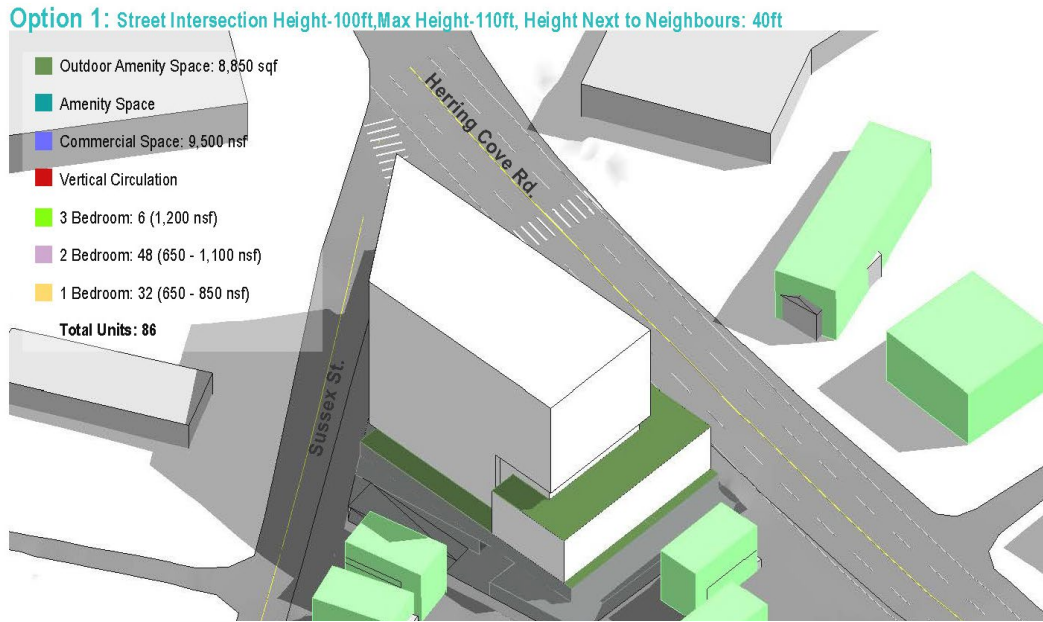 Option 1: Street Intersection Height-100ft,Max Height-110ft, Height Next to Neighbours: 40ft
Outdoor Amenity Space: 8,850 sqf
Amenity Space
Commercial Space: 9,500 nsf
Vertical Circulation
3 Bedroom: 6 (1,200 nsf)
2 Bedroom: 48 (650 - 1,100 nsf)
1 Bedroom: 32 (650 - 850 nsf)
Total Units: 86
Herring Cove Rd.
Sussex St.